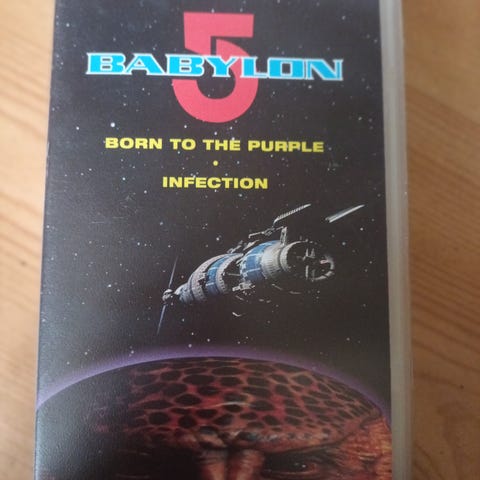 BABYLON 5
BORN TO THE PURPLE
•
INFECTION